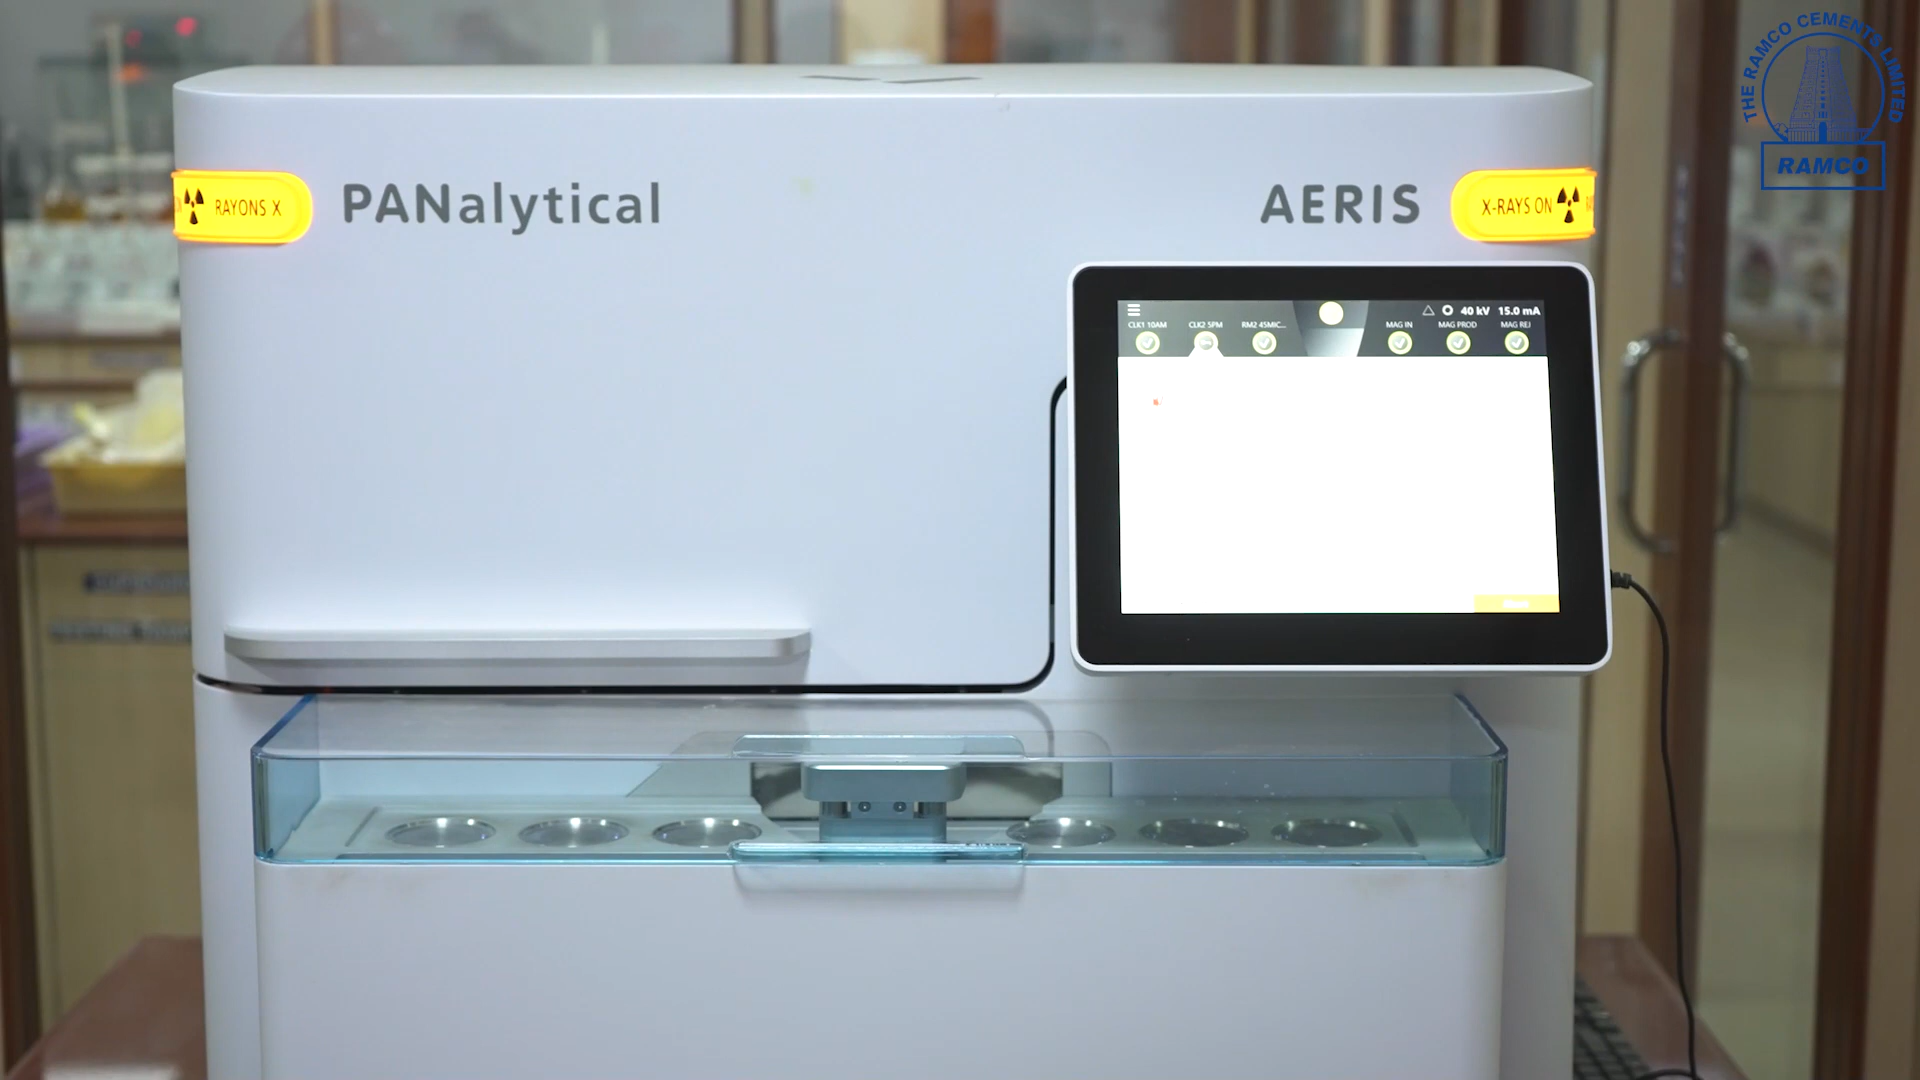 THE RAMCO CEMENTS LIMITED
RAMCO
RAYONS X
PANalytical
AERIS
X-RAYS ON
40 kV 15.0 mA
CLK1 10AM
CLK2 5PM
RM2 45MIC...
MAG IN
MAG PROD
MAG REJ